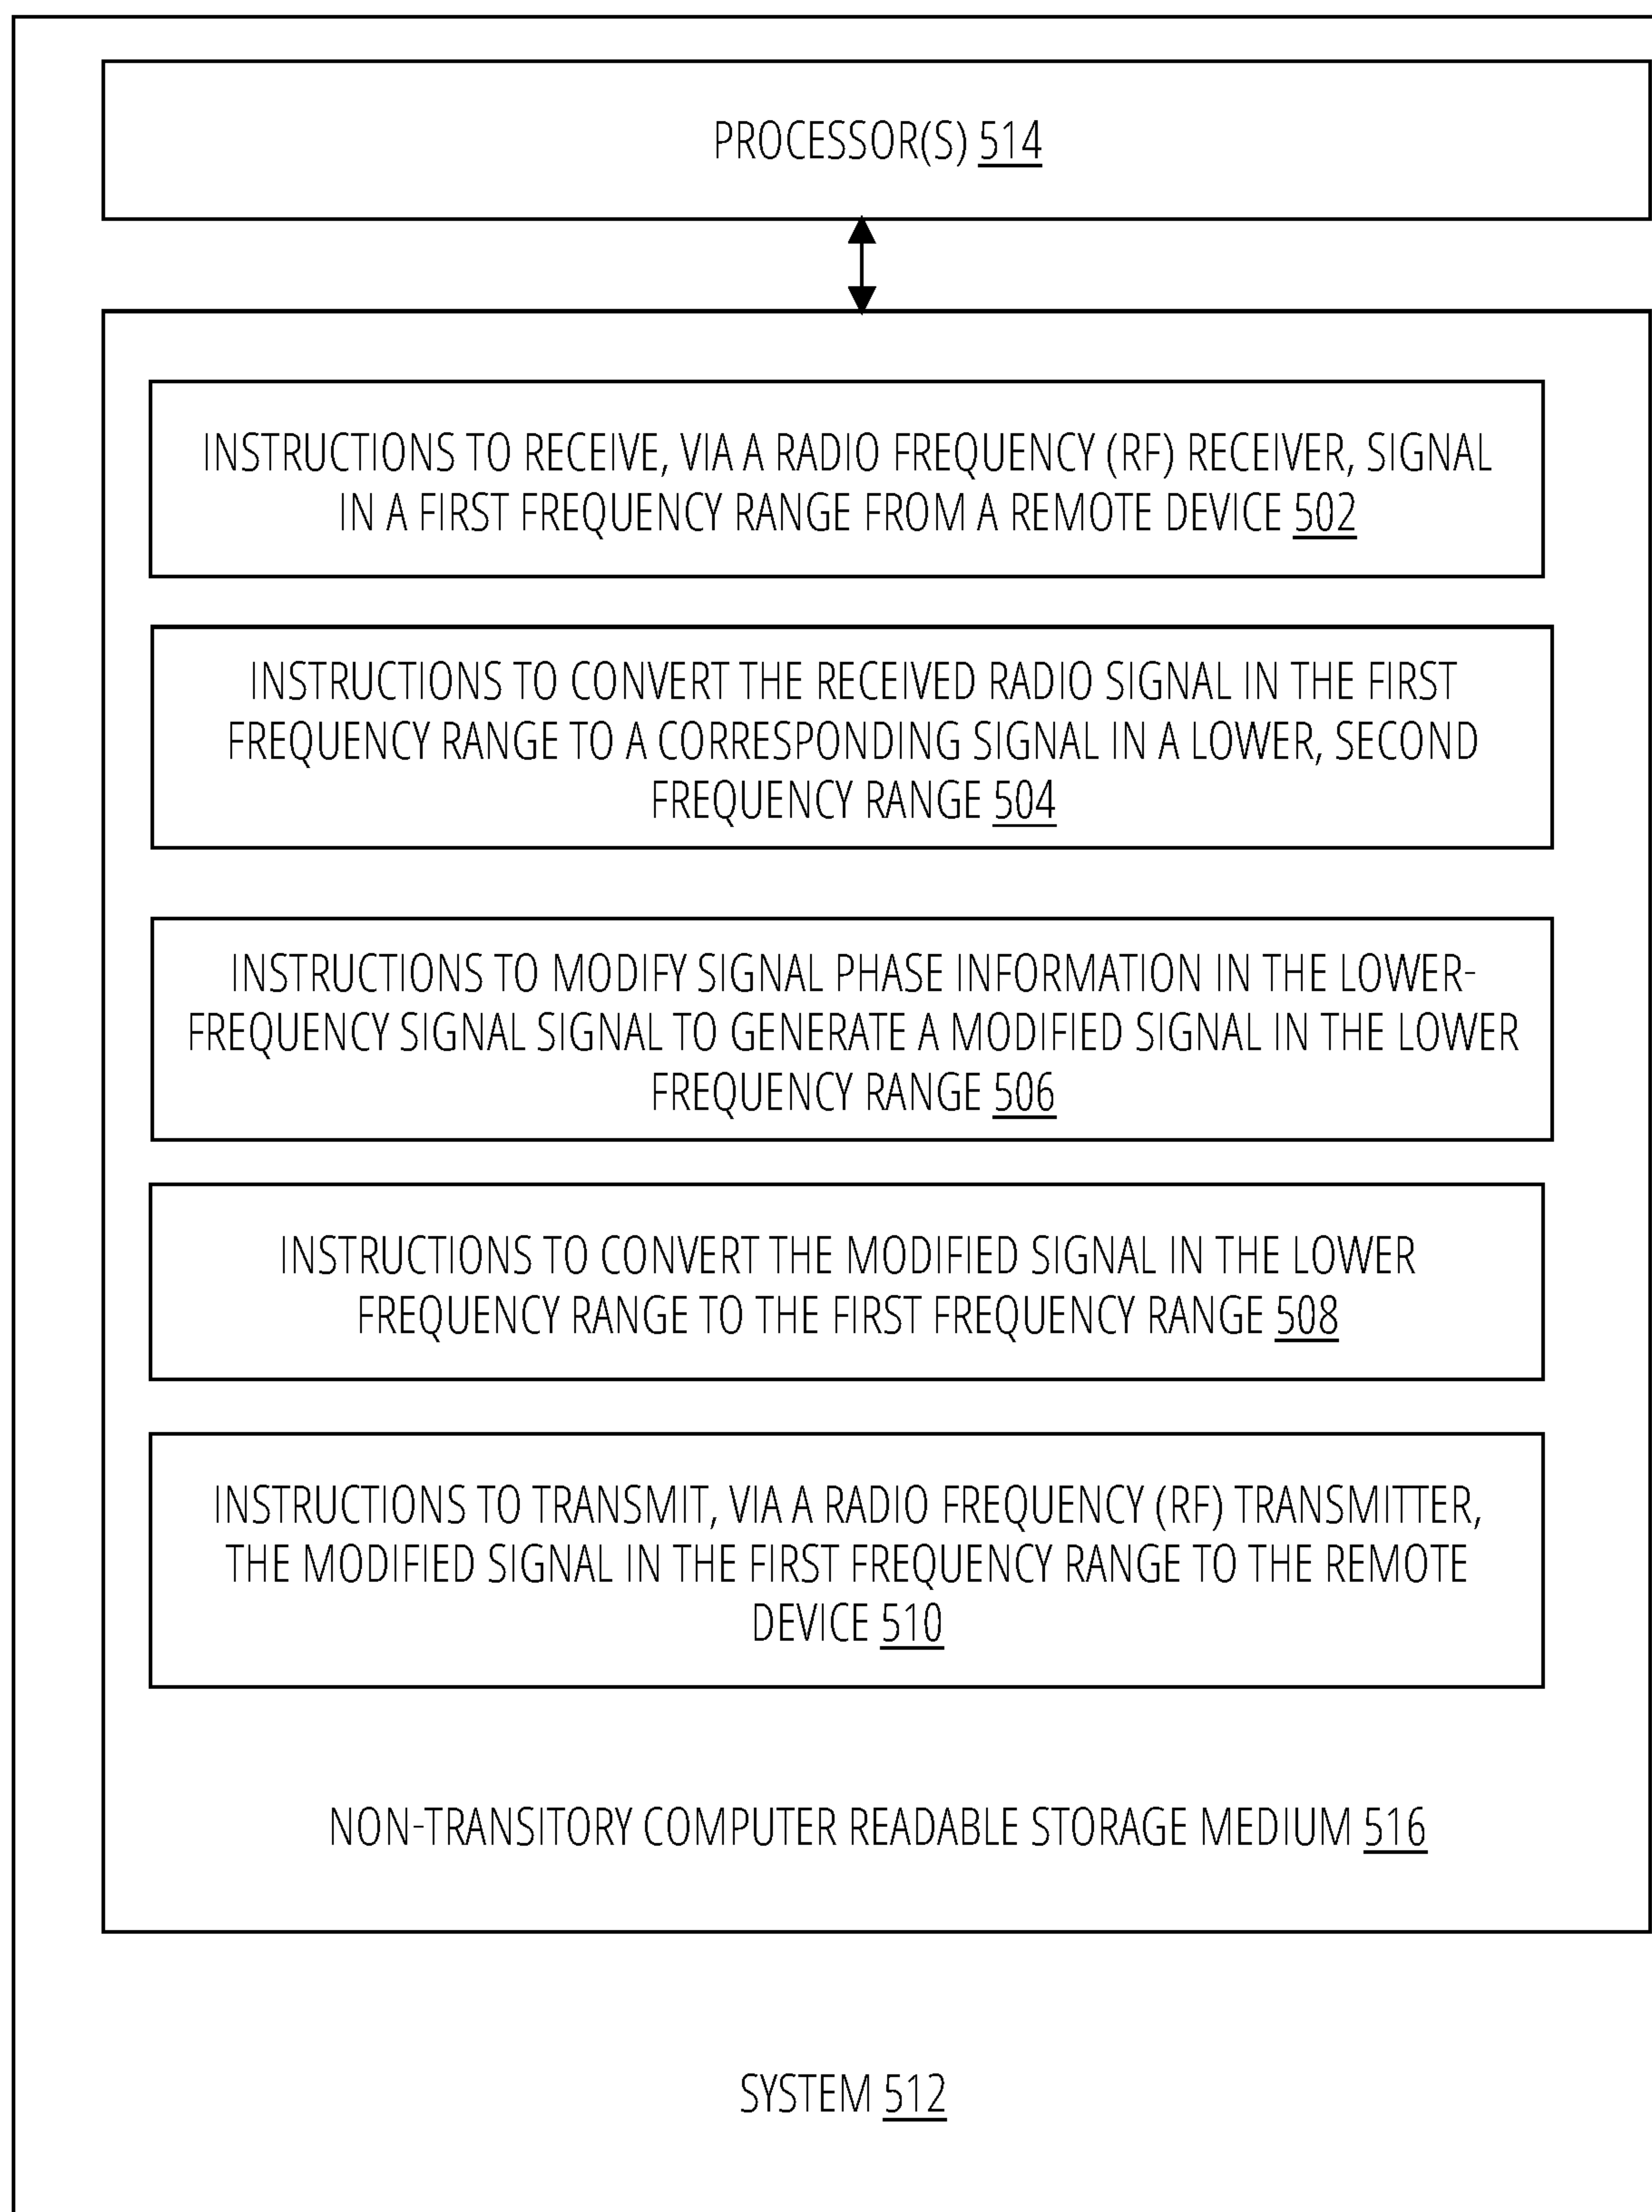 PROCESSOR(S) 514
INSTRUCTIONS TO RECEIVE, VIA A RADIO FREQUENCY (RF) RECEIVER, SIGNAL
IN A FIRST FREQUENCY RANGE FROM A REMOTE DEVICE 502
INSTRUCTIONS TO CONVERT THE RECEIVED RADIO SIGNAL IN THE FIRST
FREQUENCY RANGE TO A CORRESPONDING SIGNAL IN A LOWER, SECOND
FREQUENCY RANGE 504
INSTRUCTIONS TO MODIFY SIGNAL PHASE INFORMATION IN THE LOWER-
FREQUENCY SIGNAL SIGNAL TO GENERATE A MODIFIED SIGNAL IN THE LOWER
FREQUENCY RANGE 506
INSTRUCTIONS TO CONVERT THE MODIFIED SIGNAL IN THE LOWER
FREQUENCY RANGE TO THE FIRST FREQUENCY RANGE 508
INSTRUCTIONS TO TRANSMIT, VIA A RADIO FREQUENCY (RF) TRANSMITTER,
THE MODIFIED SIGNAL IN THE FIRST FREQUENCY RANGE TO THE REMOTE
DEVICE 510
NON-TRANSITORY COMPUTER READABLE STORAGE MEDIUM 516
SYSTEM 512